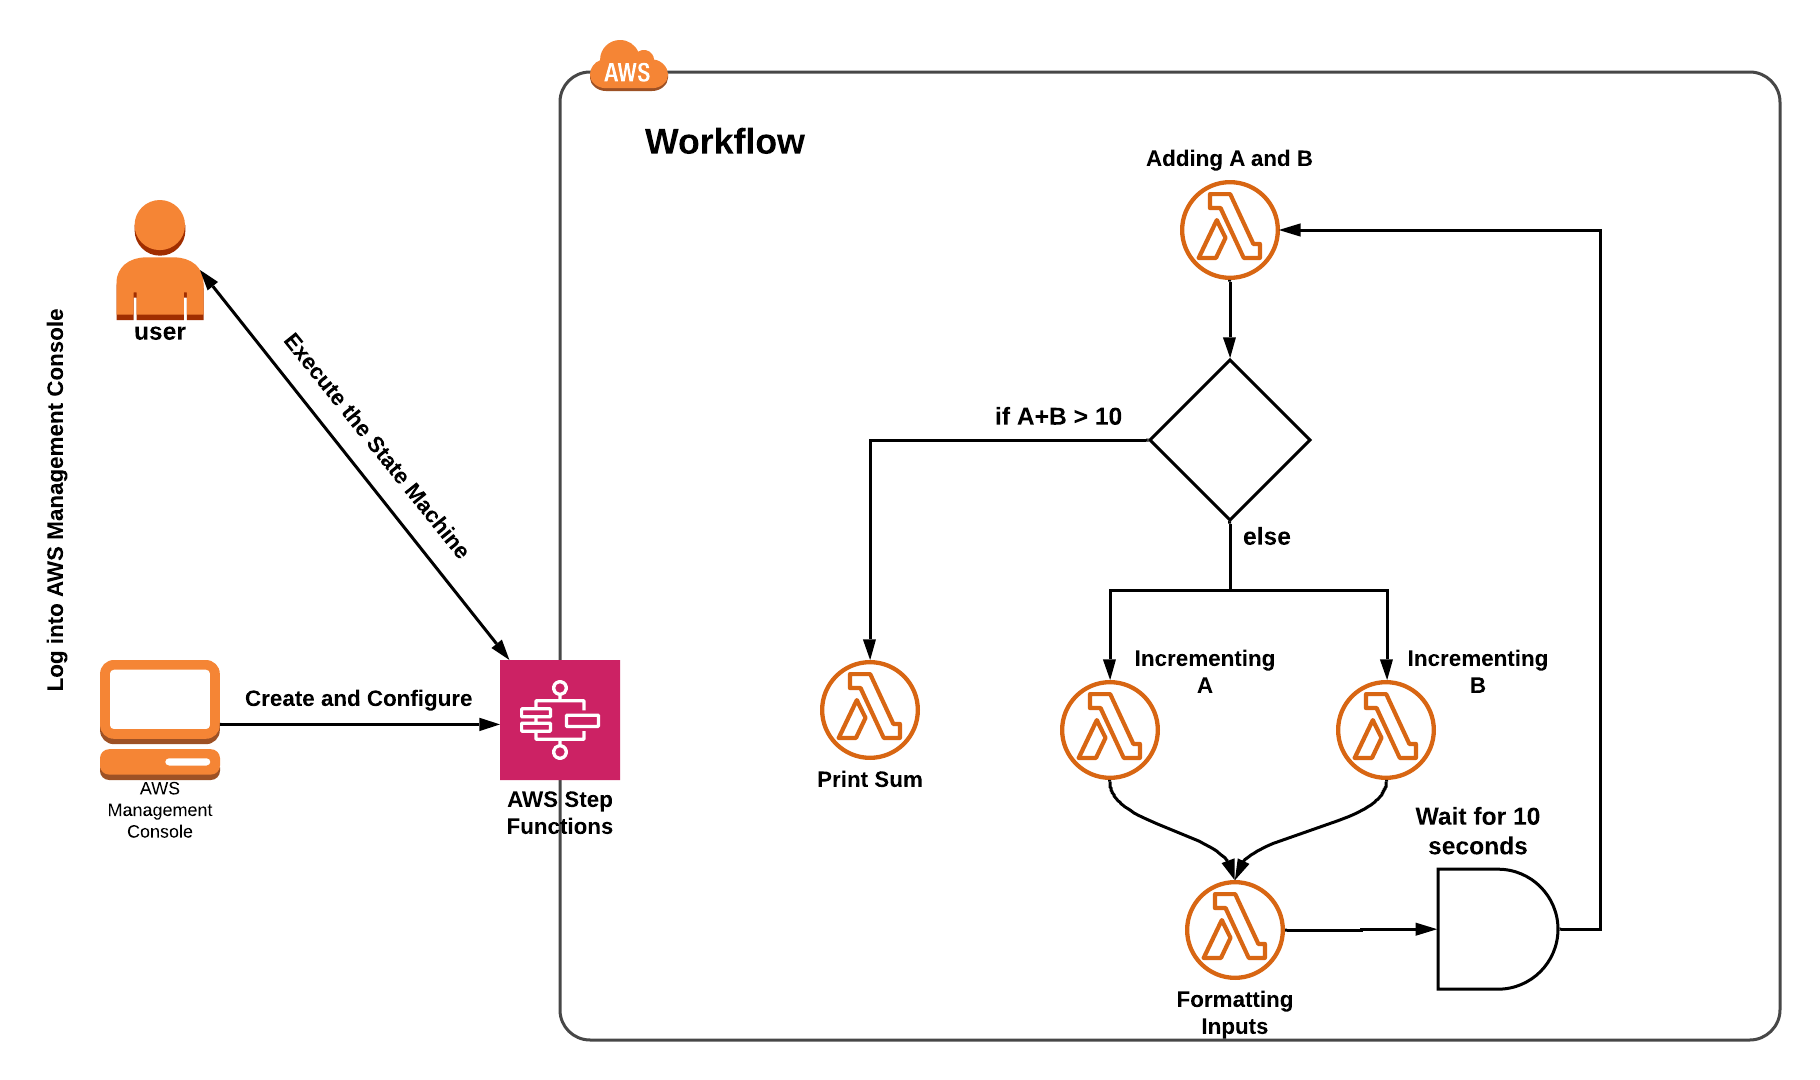 AWS
Workflow
Adding A and B
user
Log into AWS Management Console
Execute the State Machine
if A+B > 10
else
Incrementing
A
Incrementing
B
Create and Configure
AWS
Management
Console
AWS Step
Functions
Print Sum
Wait for 10
seconds
Formatting
Inputs